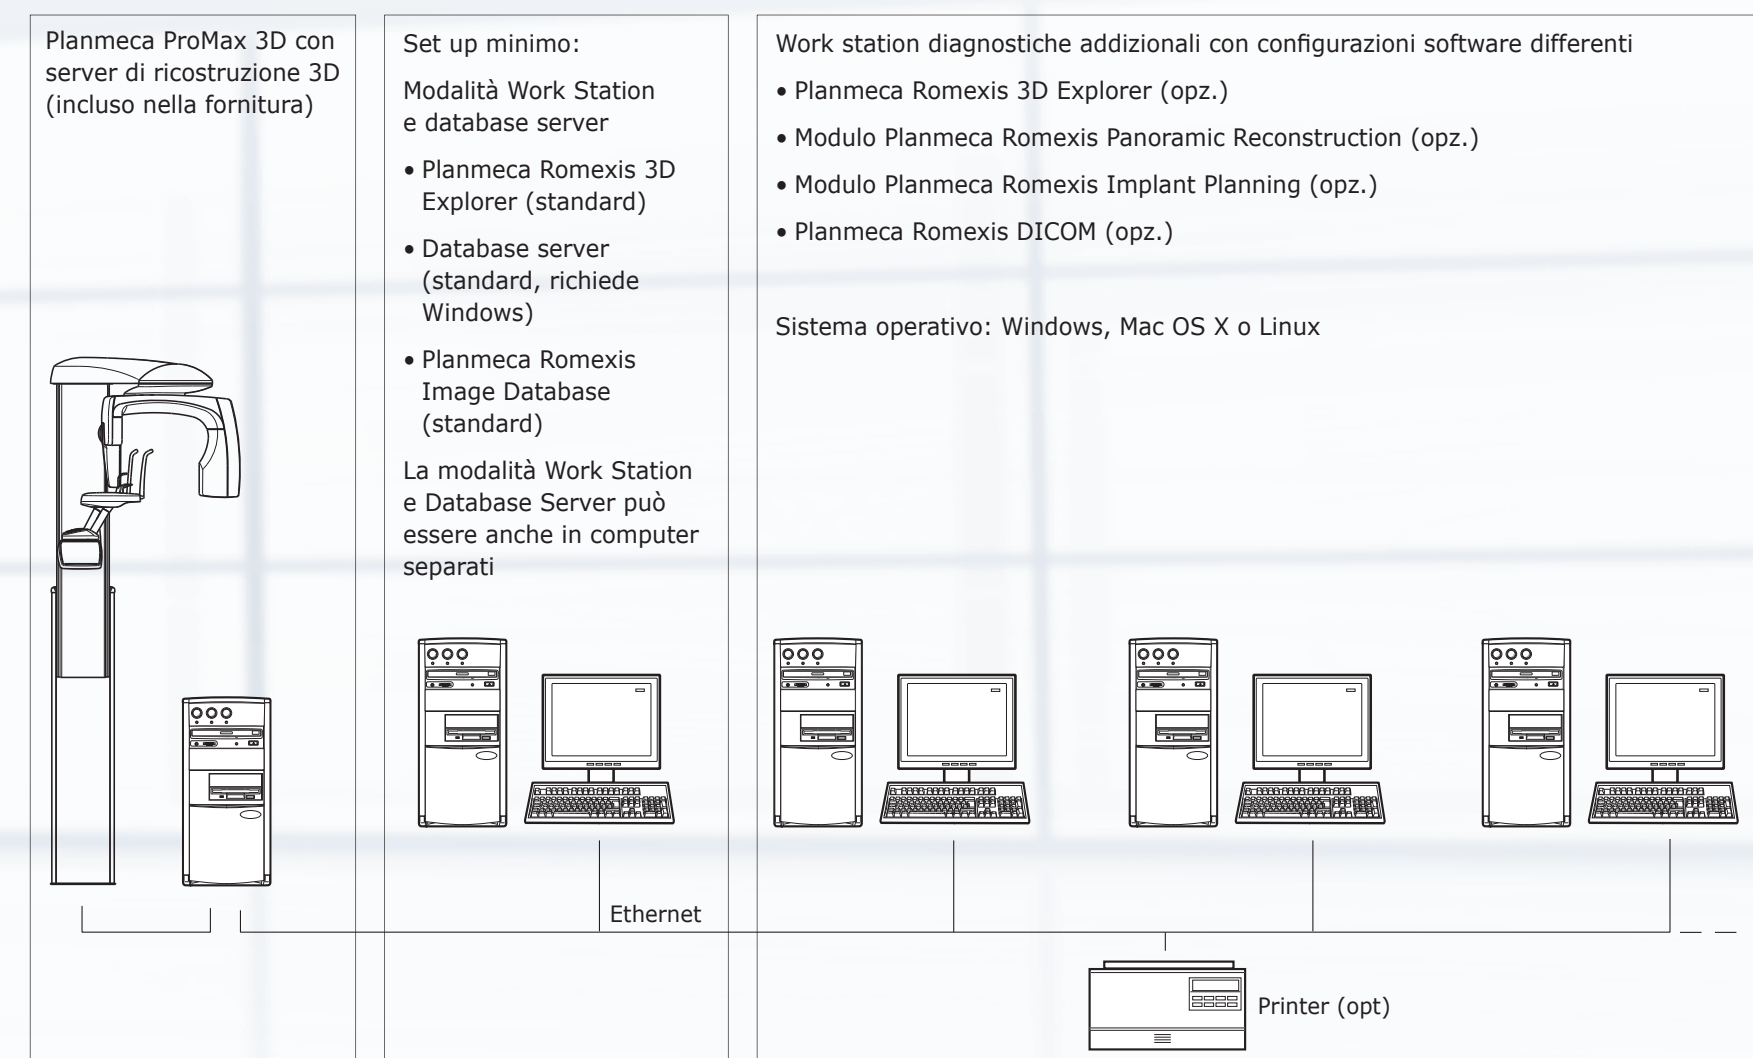 Planmeca ProMax 3D con
server di ricostruzione 3D
(incluso nella fornitura)
Set up minimo:
Modalità Work Station
e database server
• Planmeca Romexis 3D
Explorer (standard)
• Database server
(standard, richiede
Windows)
• Planmeca Romexis
Image Database
(standard)
La modalità Work Station
e Database Server può
essere anche in computer
separati
Work station diagnostiche addizionali con configurazioni software differenti
• Planmeca Romexis 3D Explorer (opz.)
• Modulo Planmeca Romexis Panoramic Reconstruction (opz.)
• Modulo Planmeca Romexis Implant Planning (opz.)
• Planmeca Romexis DICOM (opz.)
Sistema operativo: Windows, Mac OS X o Linux
Ethernet
Printer (opt)